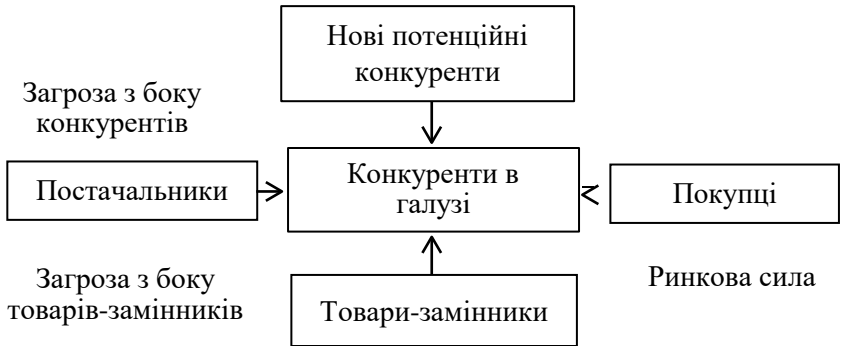 Нові потенційні
конкуренти
Загроза з боку
конкурентів
Постачальники
Конкуренти в
галузі
Покупці
Загроза з боку
товарів-замінників
Товари-замінники
Ринкова сила